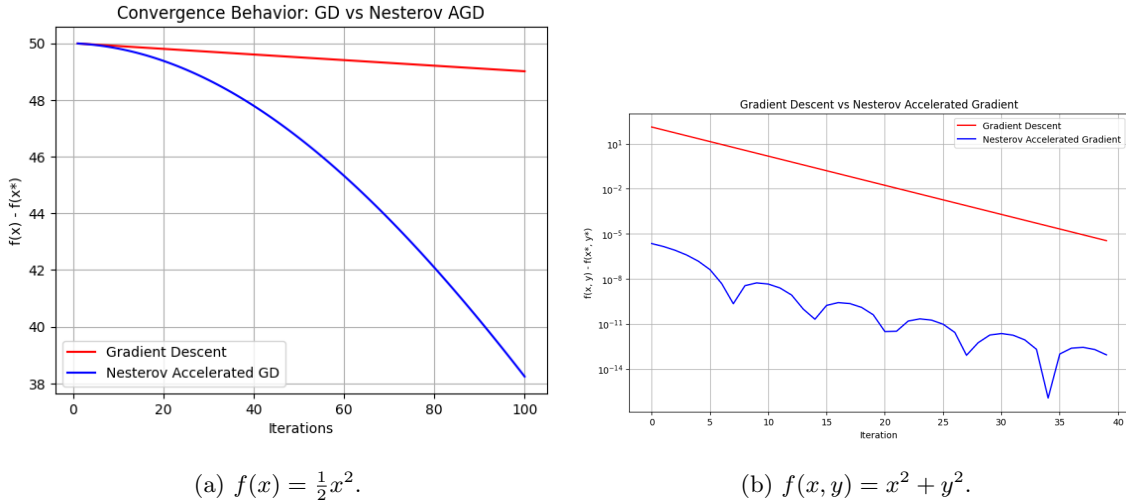 Convergence Behavior: GD vs Nesterov AGD
f(x) - f(x*)
50
48
46
44
42
40
38
Gradient Descent
Nesterov Accelerated GD
0 20 40 60 80 100
Iterations
(a) f(x) = ½x².
Gradient Descent vs Nesterov Accelerated Gradient
f(x, y) - f(x*, y*)
Gradient Descent
Nesterov Accelerated Gradient
10¹
10⁻²
10⁻⁵
10⁻⁸
10⁻¹¹
10⁻¹⁴
0 5 10 15 20 25 30 35 40
Iteration
(b) f(x, y) = x² + y².